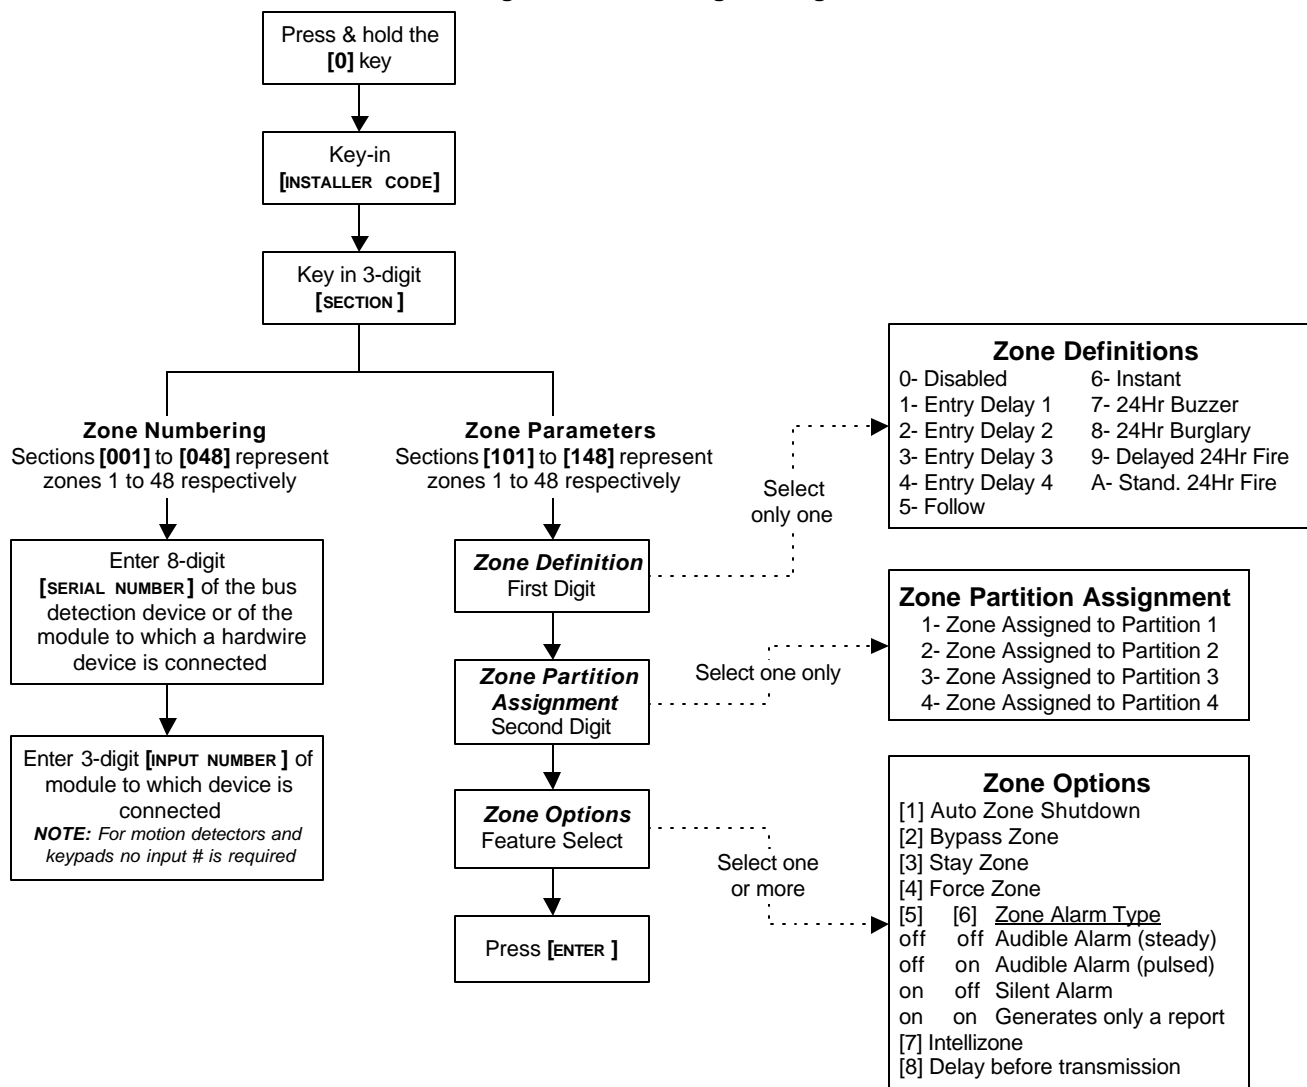 Press & hold the
[0] key
Key-in
[INSTALLER CODE]
Key in 3-digit
[SECTION ]
Zone Numbering
Sections [001] to [048] represent
zones 1 to 48 respectively
Enter 8-digit
[SERIAL NUMBER ] of the bus
detection device or of the
module to which a hardwire
device is connected
Enter 3-digit [INPUT NUMBER ] of
module to which device is
connected
NOTE: For motion detectors and
keypads no input # is required
Zone Parameters
Sections [101] to [148] represent
zones 1 to 48 respectively
Zone Definition
First Digit
Zone Partition
Assignment
Second Digit
Zone Options
Feature Select
Press [ENTER ]
Select
only one
Select one only
Select one
or more
Zone Definitions
0- Disabled 6- Instant
1- Entry Delay 1 7- 24Hr Buzzer
2- Entry Delay 2 8- 24Hr Burglary
3- Entry Delay 3 9- Delayed 24Hr Fire
4- Entry Delay 4 A- Stand. 24Hr Fire
5- Follow
Zone Partition Assignment
1- Zone Assigned to Partition 1
2- Zone Assigned to Partition 2
3- Zone Assigned to Partition 3
4- Zone Assigned to Partition 4
Zone Options
[1] Auto Zone Shutdown
[2] Bypass Zone
[3] Stay Zone
[4] Force Zone
[5] [6] Zone Alarm Type
off off Audible Alarm (steady)
off on Audible Alarm (pulsed)
on off Silent Alarm
on on Generates only a report
[7] Intellizone
[8] Delay before transmission